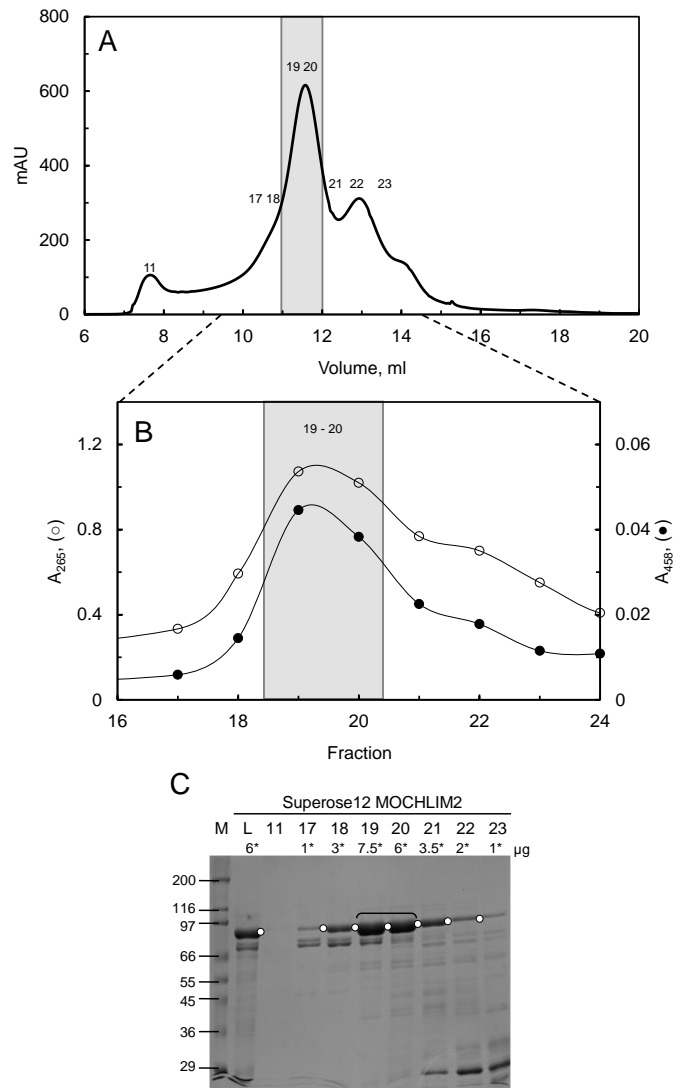 A
800
600
400
200
0
mAU
19 20
17 18
21 22 23
11
6 8 10 12 14 16 18 20
Volume, ml
B
19 - 20
1.2
0.8
0.4
0
A265, (○)
0.06
0.04
0.02
0
A458, (●)
16 18 20 22 24
Fraction
C
Superose12 MOCHLIM2
M L 11 17 18 19 20 21 22 23
6* 1* 3* 7.5* 6* 3.5* 2* 1* µg
200
116
97
66
55
45
36
29